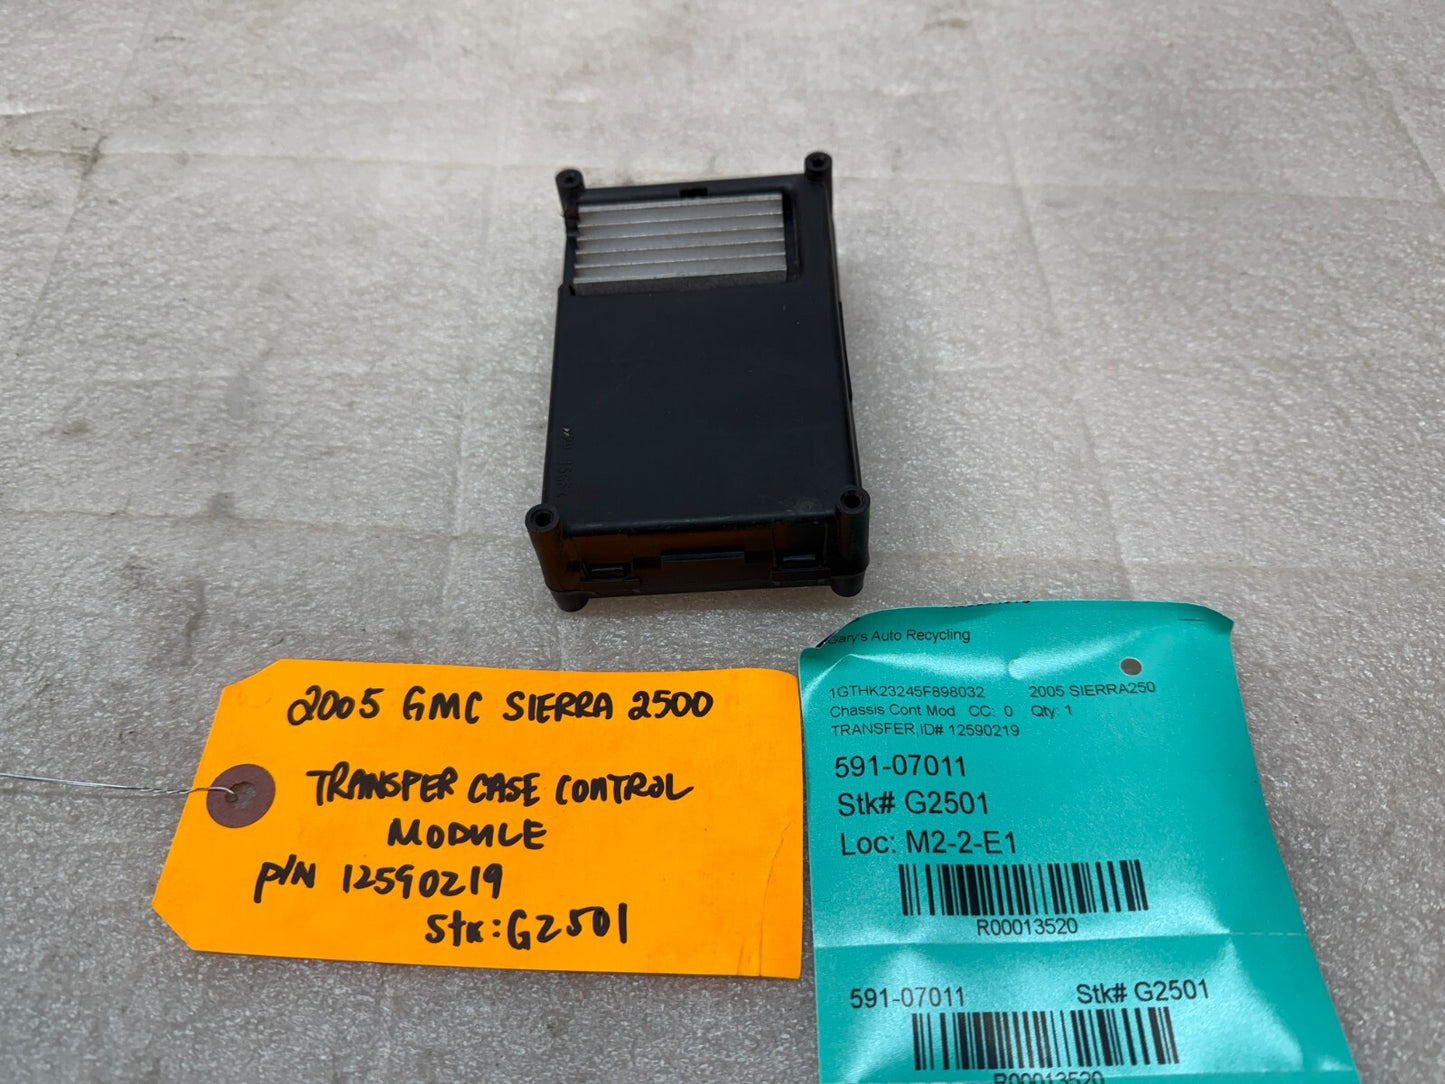 2005 GMC SIERRA 2500
TRANSFER CASE CONTROL
MODULE
P/N 12590219
Stk:G2501
Gary's Auto Recycling
1GTHK23245F898032 2005 SIERRA250
Chassis Cont Mod CC: 0 Qty: 1
TRANSFER,ID# 12590219
591-07011
Stk# G2501
Loc: M2-2-E1
R00013520
591-07011 Stk# G2501
R00013520